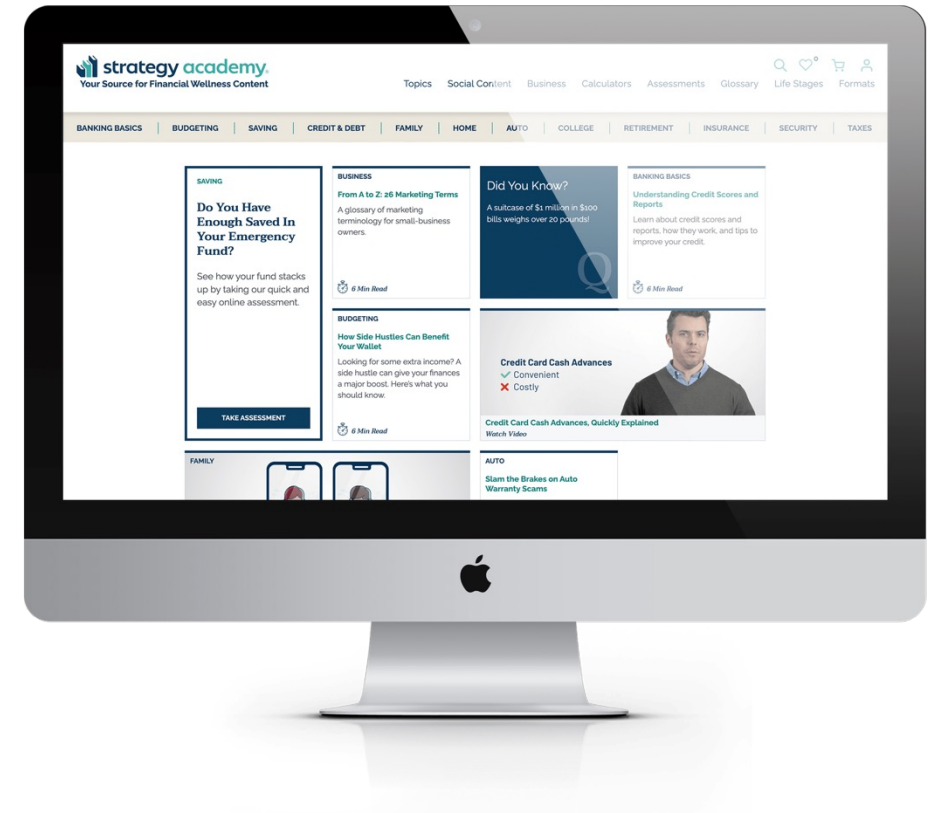 strategy academy.
Your Source for Financial Wellness Content
0
Topics Social Content Business Calculators Assessments Glossary Life Stages Formats
BANKING BASICS | BUDGETING | SAVING | CREDIT & DEBT | FAMILY | HOME | AUTO | COLLEGE | RETIREMENT | INSURANCE | SECURITY | TAXES
SAVING
Do You Have
Enough Saved In
Your Emergency
Fund?
See how your fund stacks
up by taking our quick and
easy online assessment.
TAKE ASSESSMENT
BUSINESS
From A to Z: 26 Marketing Terms
A glossary of marketing
terminology for small-business
owners.
6 Min Read
Did You Know?
A suitcase of $1 million in $100
bills weighs over 20 pounds!
Q
BANKING BASICS
Understanding Credit Scores and
Reports
Learn about credit scores and
reports, how they work, and tips to
improve your credit.
6 Min Read
BUDGETING
How Side Hustles Can Benefit
Your Wallet
Looking for some extra income? A
side hustle can give your finances
a major boost. Here's what you
should know.
6 Min Read
Credit Card Cash Advances
Convenient
Costly
Credit Card Cash Advances, Quickly Explained
Watch Video
FAMILY
AUTO
Slam the Brakes on Auto
Warranty Scams